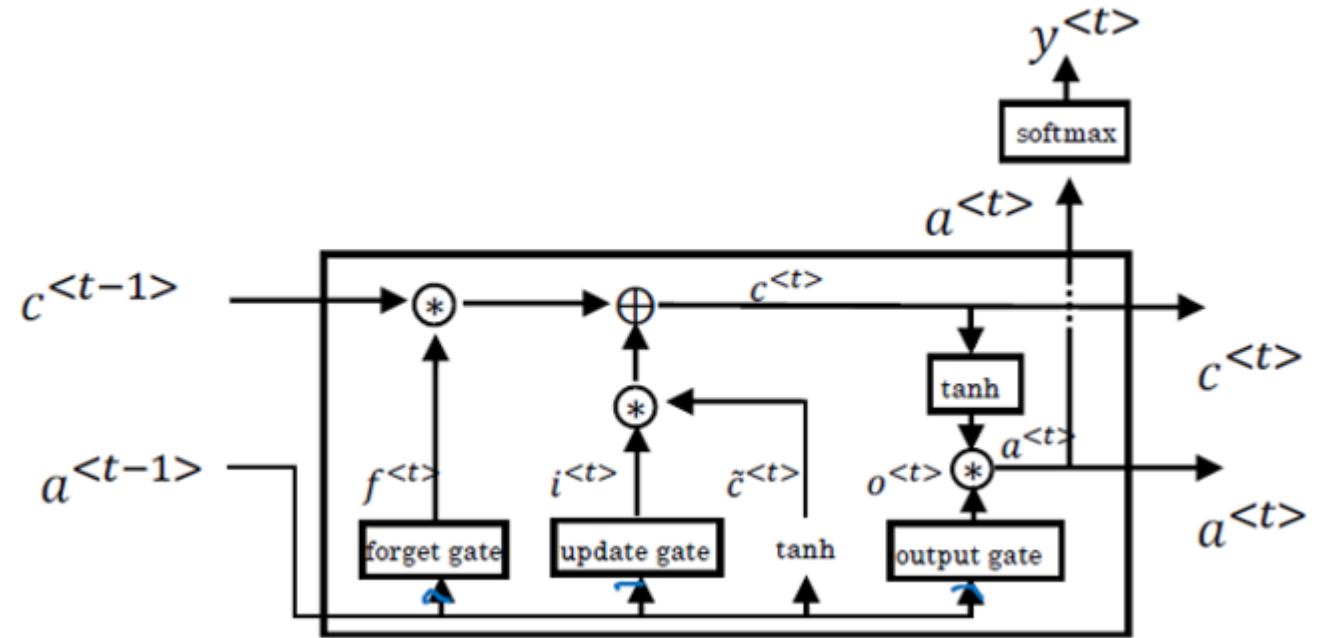 y^{<t>}
softmax
a^{<t>}
c^{<t-1>}
c^{<t>}
c^{<t>}
tanh
a^{<t-1>}
f^{<t>}
i^{<t>}
c̃^{<t>}
o^{<t>}
a^{<t>}
a^{<t>}
forget gate
update gate
tanh
output gate